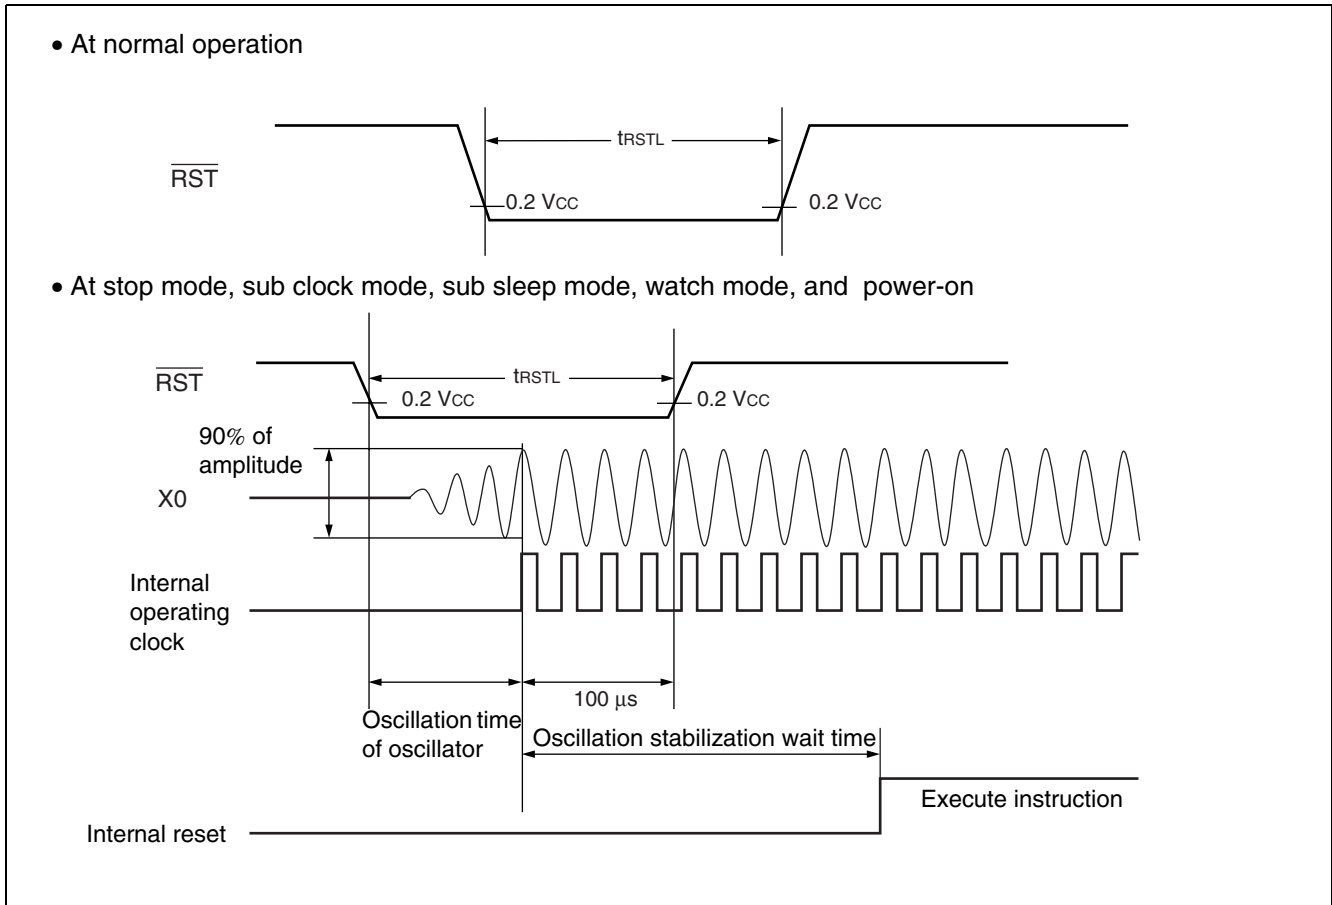 • At normal operation
tRSTL
RST
0.2 VCC
0.2 VCC
• At stop mode, sub clock mode, sub sleep mode, watch mode, and power-on
RST
tRSTL
0.2 VCC
0.2 VCC
90% of
amplitude
X0
Internal
operating
clock
100 μs
Oscillation time
of oscillator
Oscillation stabilization wait time
Execute instruction
Internal reset